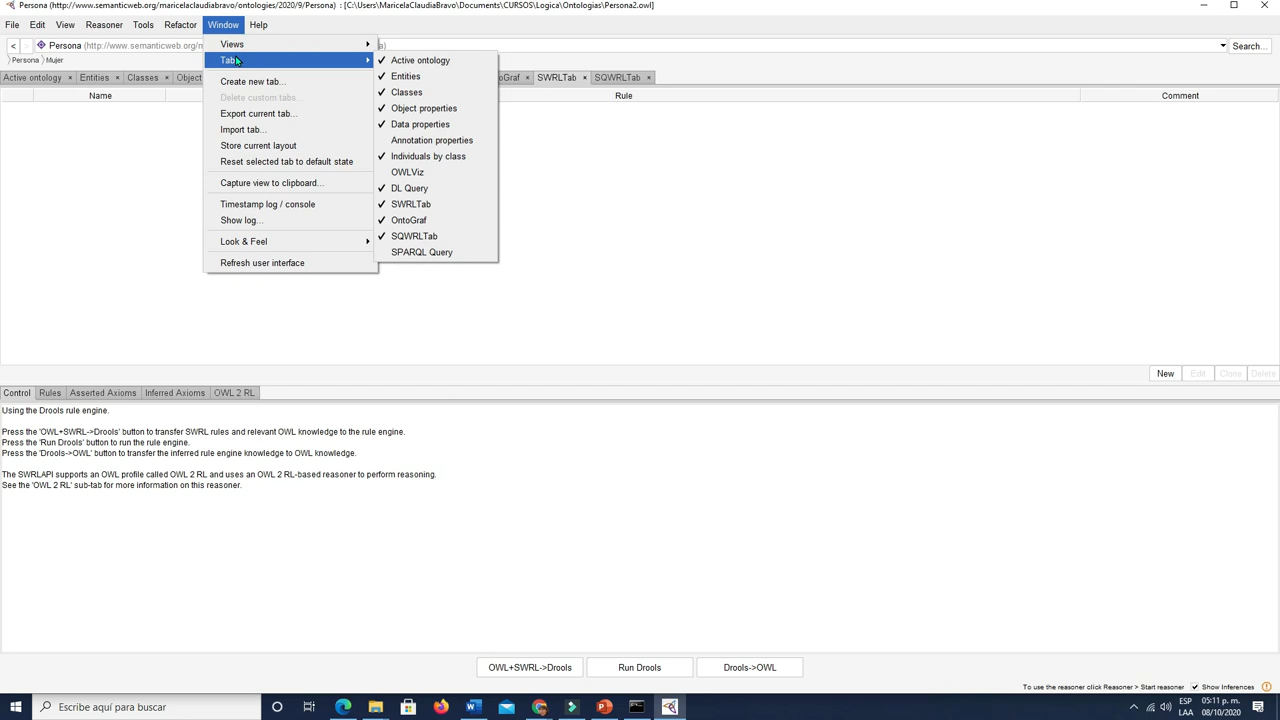 Persona (http://www.semanticweb.org/maricelaclaudiabravo/ontologies/2020/9/Persona) : [C:\Users\MaricelaClaudiaBravo\Documents\CURSOS\Logica\Ontologias\Persona2.owl]
File Edit View Reasoner Tools Refactor Window Help
< > Persona (http://www.semanticweb.org/m a) Search...
Persona Mujer
Active ontology × Entities × Classes × Object oGraf × SWRLTab × SQWRLTab ×
Name Rule Comment
Views
Tab
Create new tab...
Delete custom tabs...
Export current tab...
Import tab...
Store current layout
Reset selected tab to default state
Capture view to clipboard...
Timestamp log / console
Show log...
Look & Feel
Refresh user interface
✓ Active ontology
✓ Entities
✓ Classes
✓ Object properties
✓ Data properties
Annotation properties
✓ Individuals by class
OWLViz
✓ DL Query
✓ SWRLTab
✓ OntoGraf
✓ SQWRLTab
SPARQL Query
New Edit Clone Delete
Control Rules Asserted Axioms Inferred Axioms OWL 2 RL
Using the Drools rule engine.
Press the 'OWL+SWRL->Drools' button to transfer SWRL rules and relevant OWL knowledge to the rule engine.
Press the 'Run Drools' button to run the rule engine.
Press the 'Drools->OWL' button to transfer the inferred rule engine knowledge to OWL knowledge.
The SWRLAPI supports an OWL profile called OWL 2 RL and uses an OWL 2 RL-based reasoner to perform reasoning.
See the 'OWL 2 RL' sub-tab for more information on this reasoner.
OWL+SWRL->Drools Run Drools Drools->OWL
To use the reasoner click Reasoner > Start reasoner ✓ Show Inferences
Escribe aquí para buscar
ESP 05:11 p. m.
LAA 08/10/2020